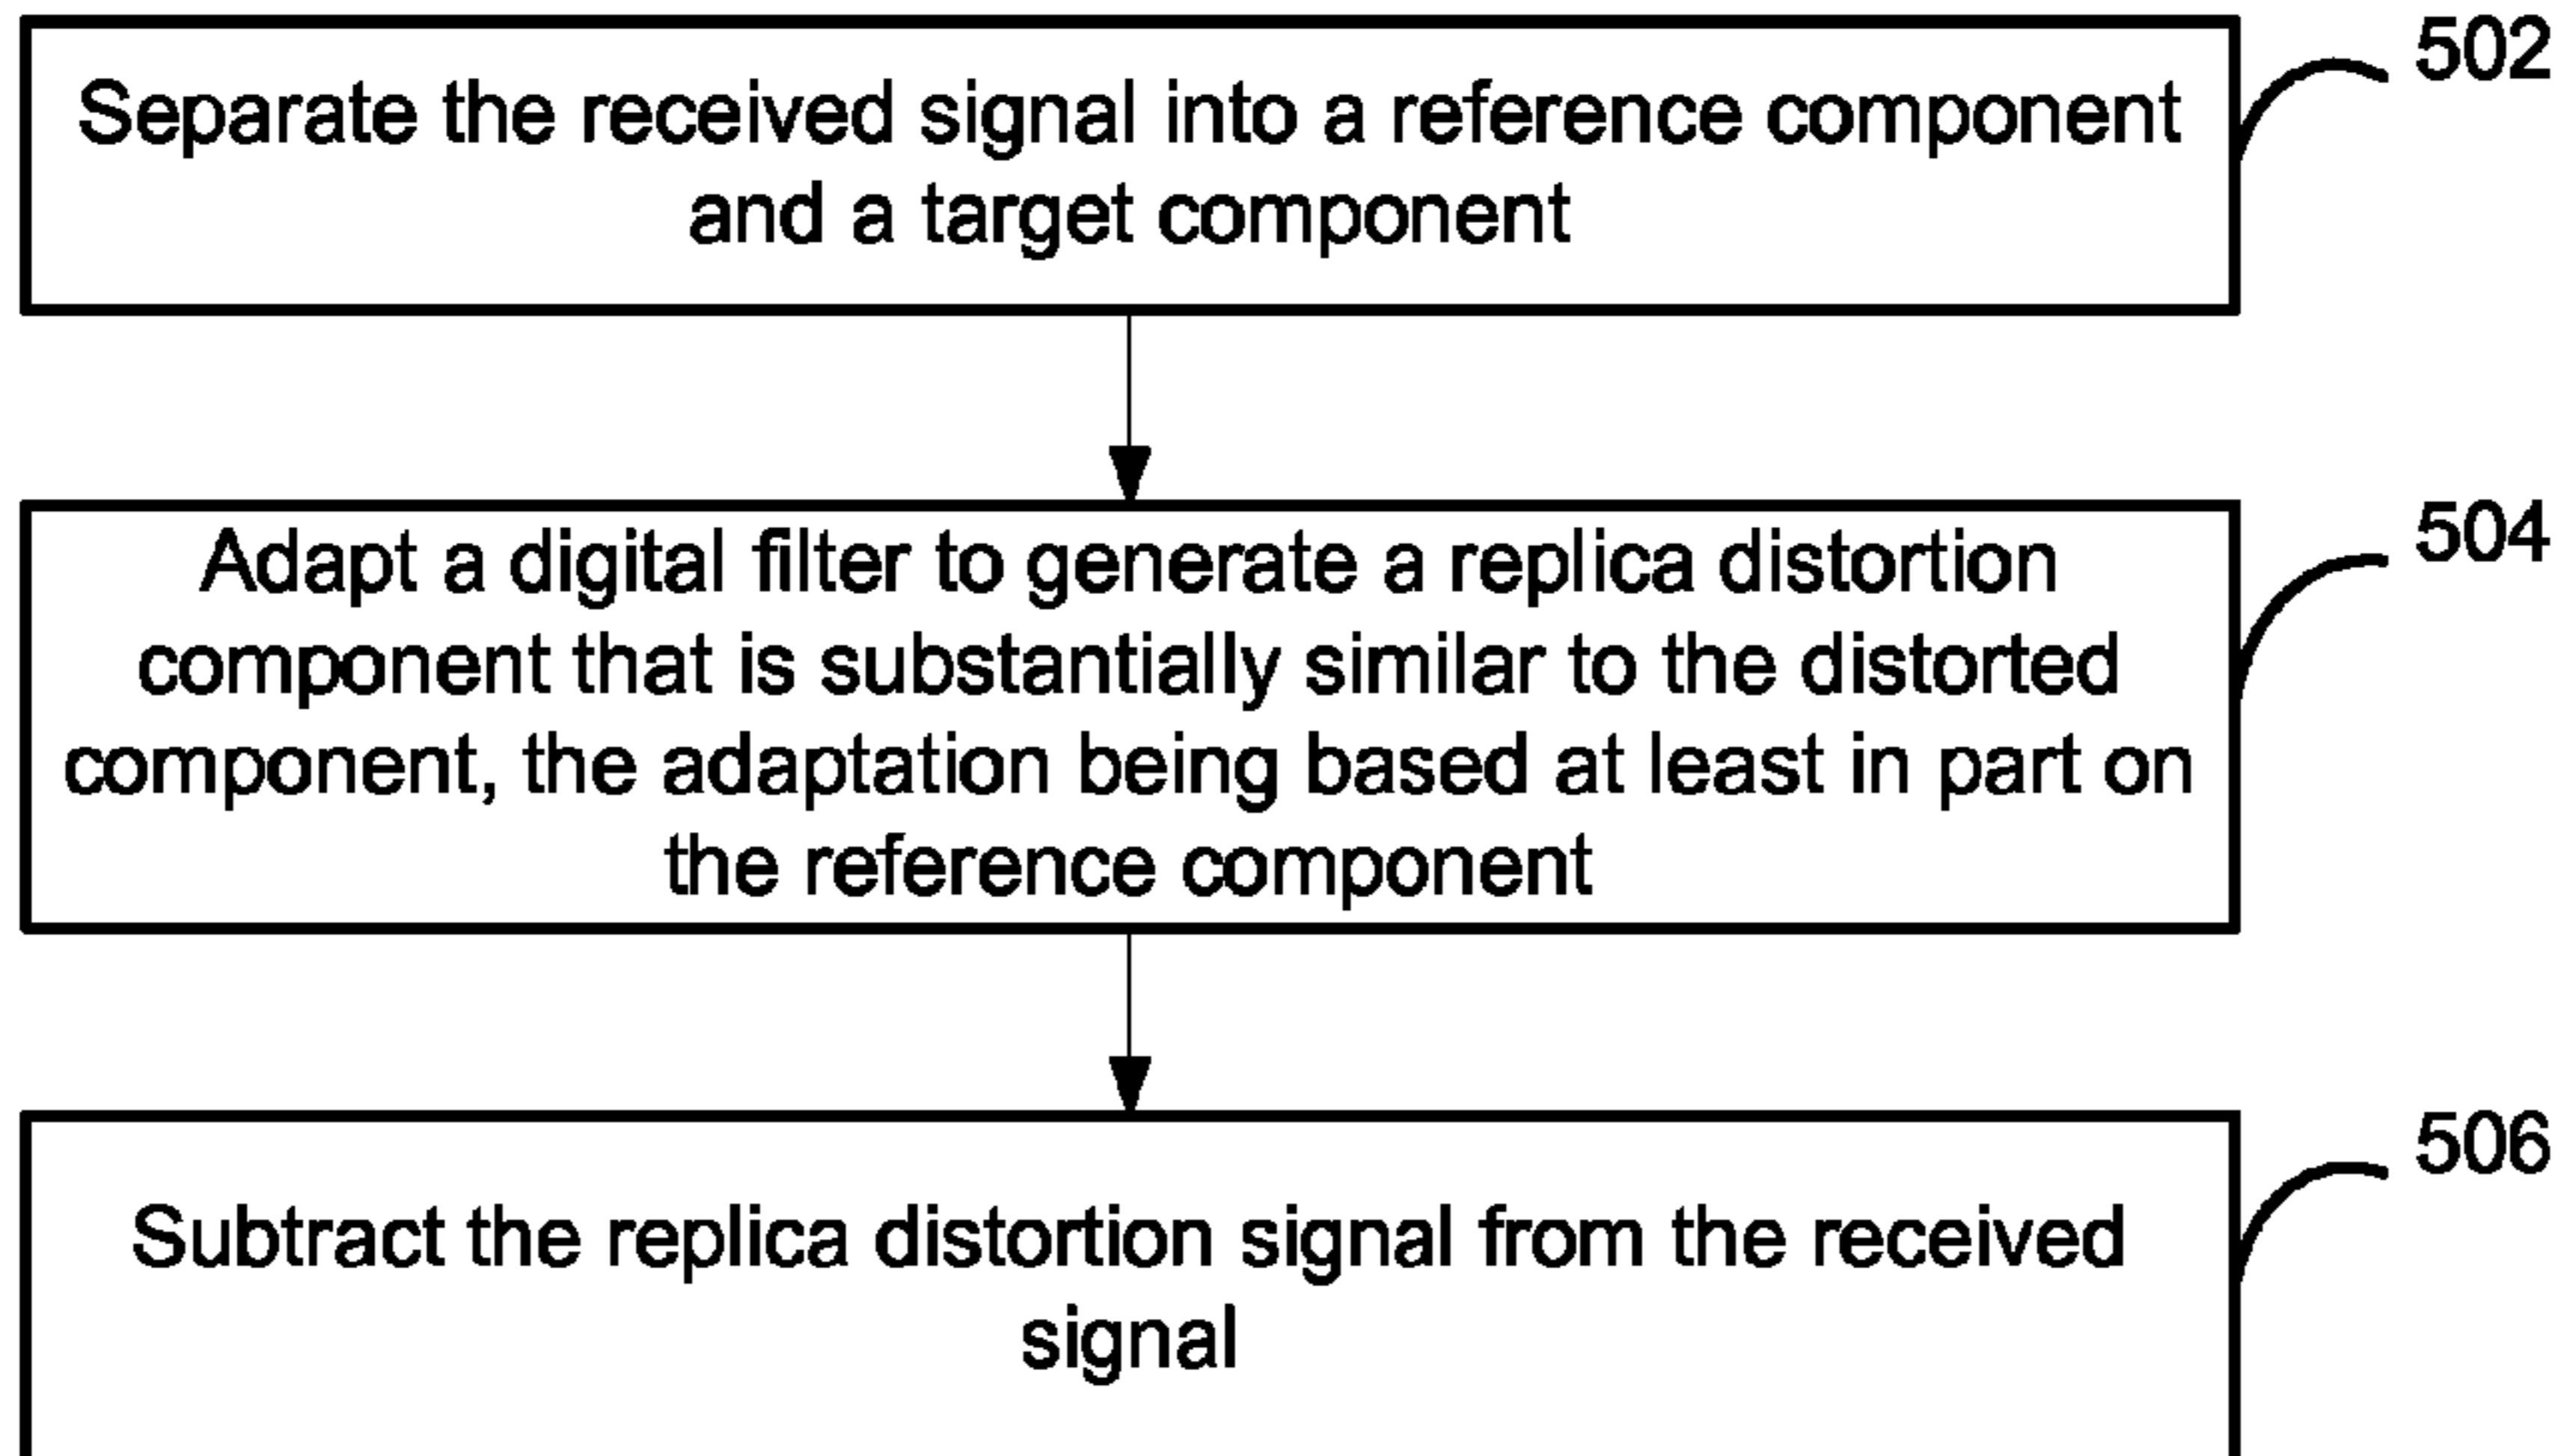 502
Separate the received signal into a reference component
and a target component
504
Adapt a digital filter to generate a replica distortion
component that is substantially similar to the distorted
component, the adaptation being based at least in part on
the reference component
506
Subtract the replica distortion signal from the received
signal